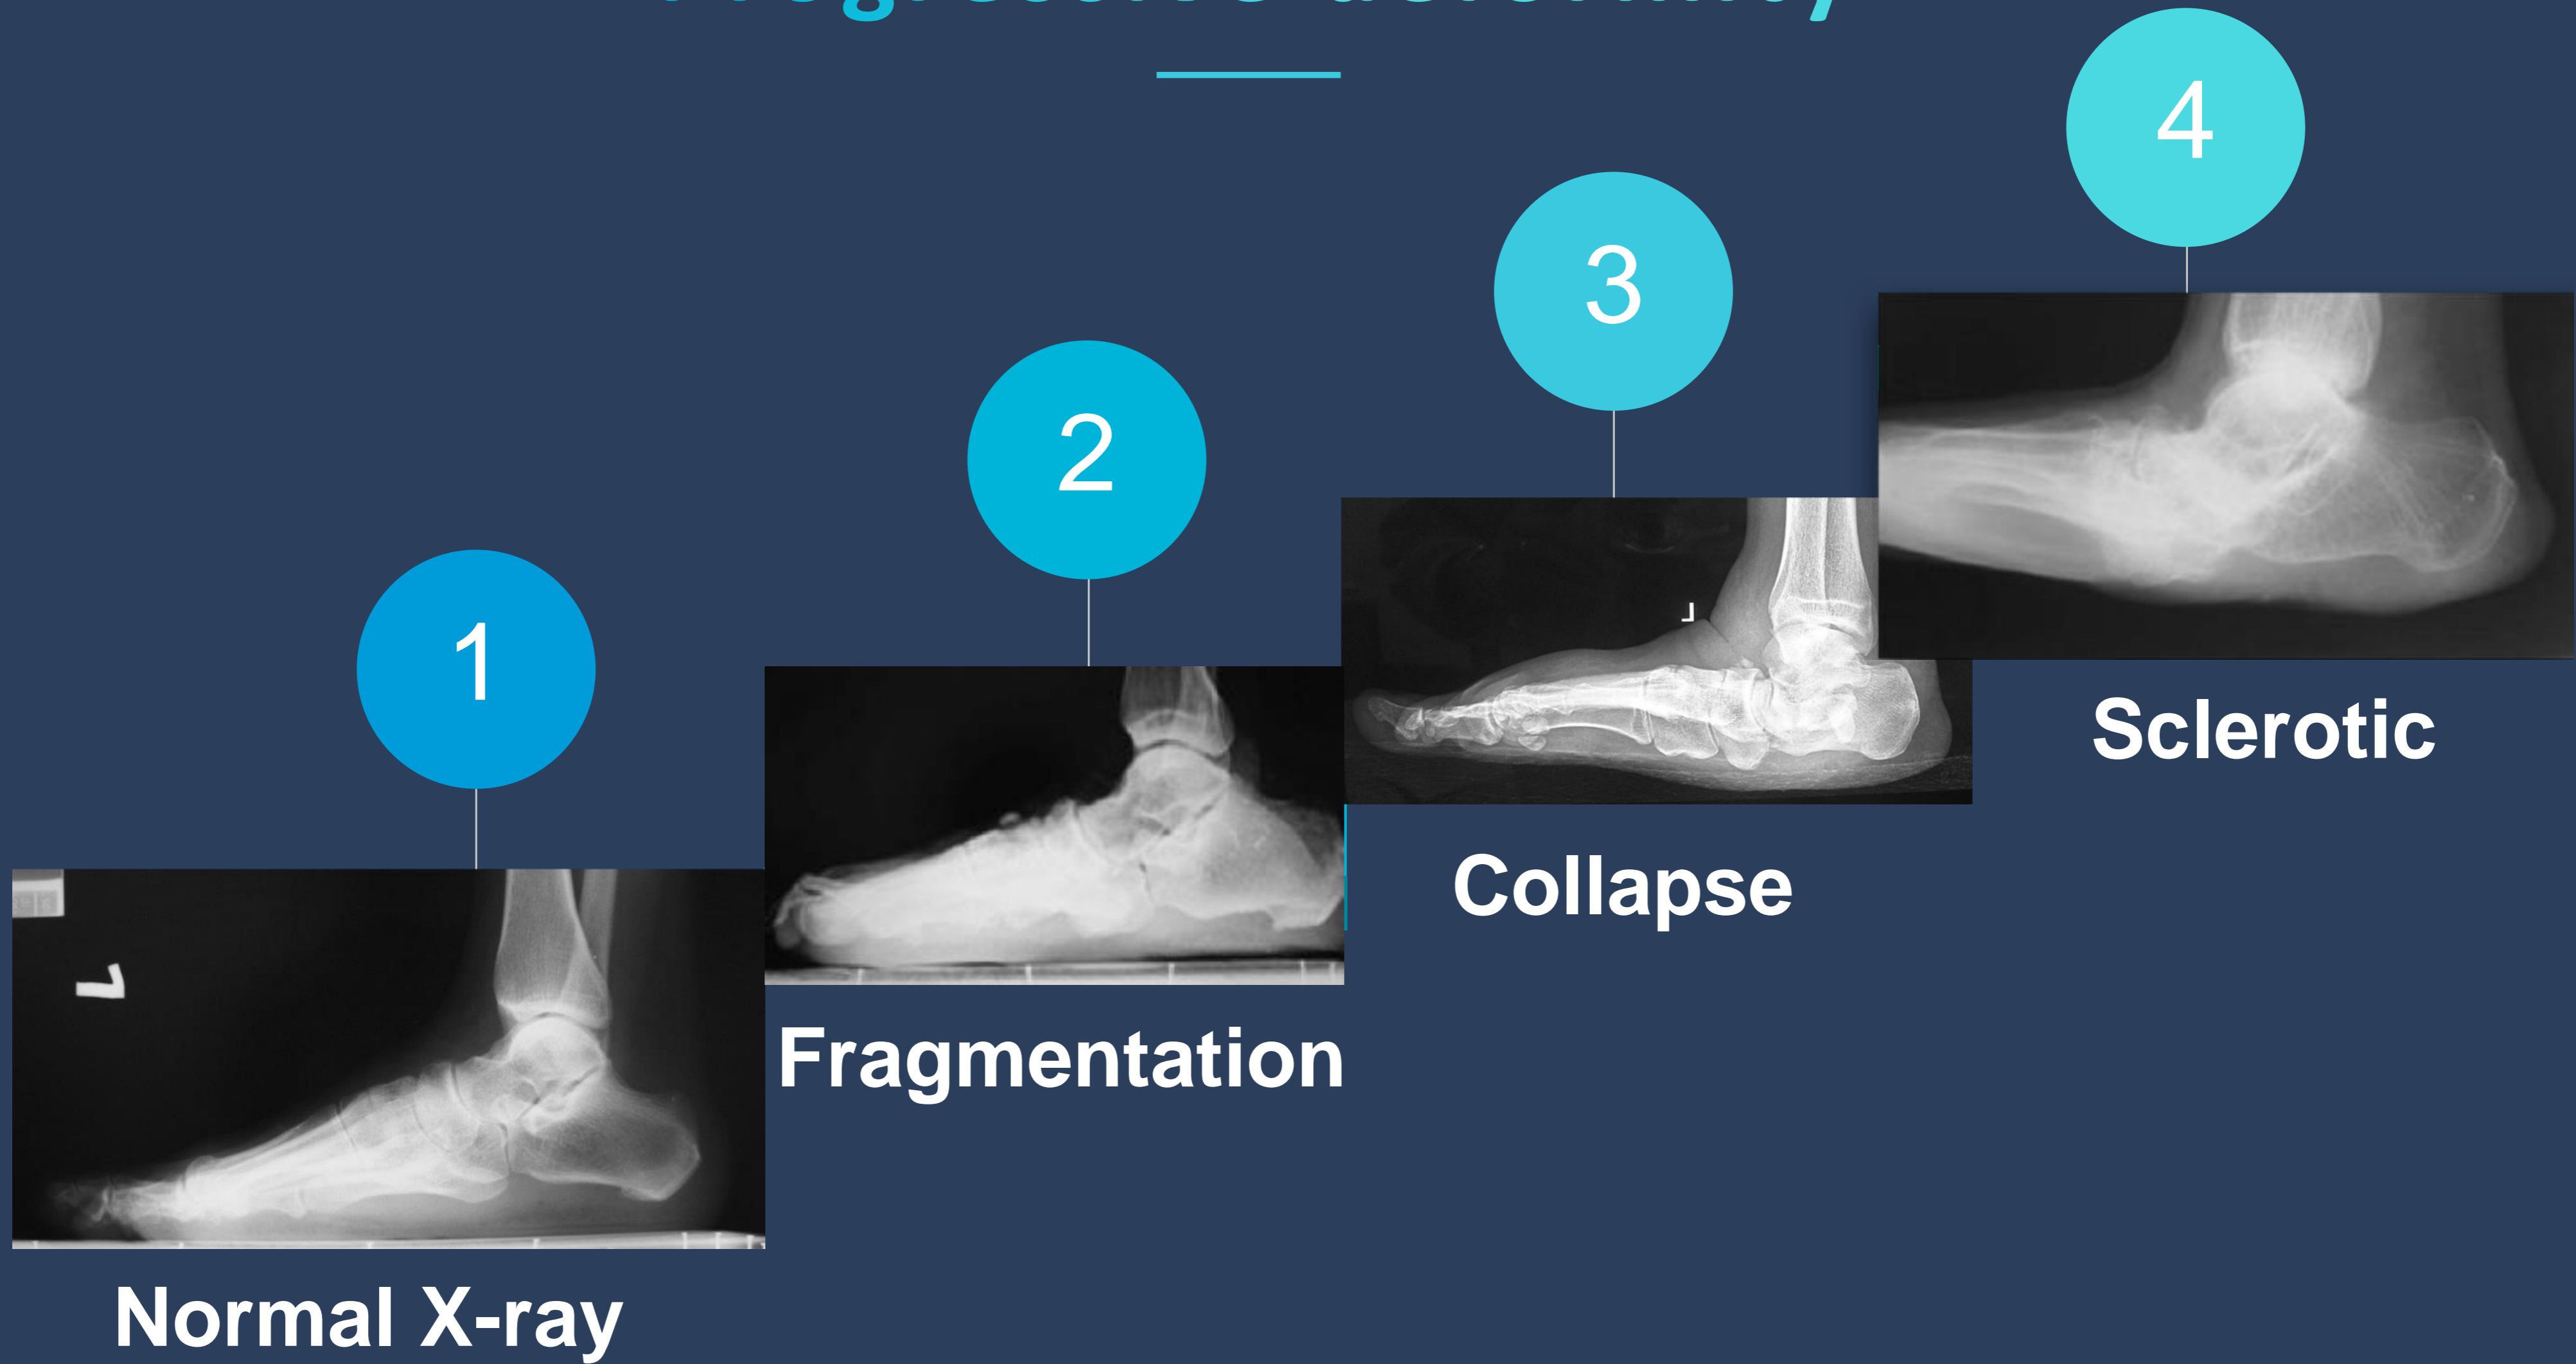 4
3
2
1
Sclerotic
Collapse
Fragmentation
Normal X-ray